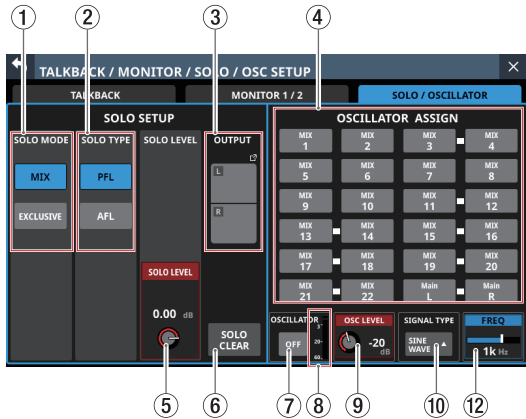 ① ② ③ ④
TALKBACK / MONITOR / SOLO / OSC SETUP
TALKBACK MONITOR 1 / 2 SOLO / OSCILLATOR
SOLO SETUP
SOLO MODE SOLO TYPE SOLO LEVEL OUTPUT
MIX PFL
EXCLUSIVE AFL
L
R
SOLO LEVEL
0.00 dB
SOLO CLEAR
OSCILLATOR ASSIGN
MIX 1 MIX 2 MIX 3 MIX 4
MIX 5 MIX 6 MIX 7 MIX 8
MIX 9 MIX 10 MIX 11 MIX 12
MIX 13 MIX 14 MIX 15 MIX 16
MIX 17 MIX 18 MIX 19 MIX 20
MIX 21 MIX 22 Main L Main R
OSCILLATOR OSC LEVEL SIGNAL TYPE FREQ
OFF
3
20
60
-20 dB
SINE WAVE
1k Hz
⑤ ⑥ ⑦ ⑧ ⑨ ⑩ ⑫